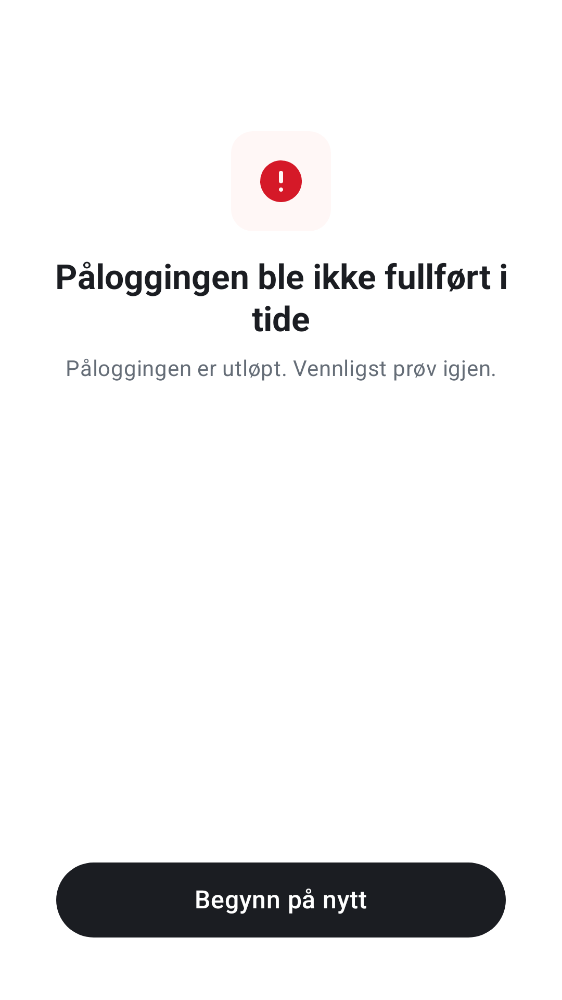 Påloggingen ble ikke fullført i
tide
Påloggingen er utløpt. Vennligst prøv igjen.
Begynn på nytt